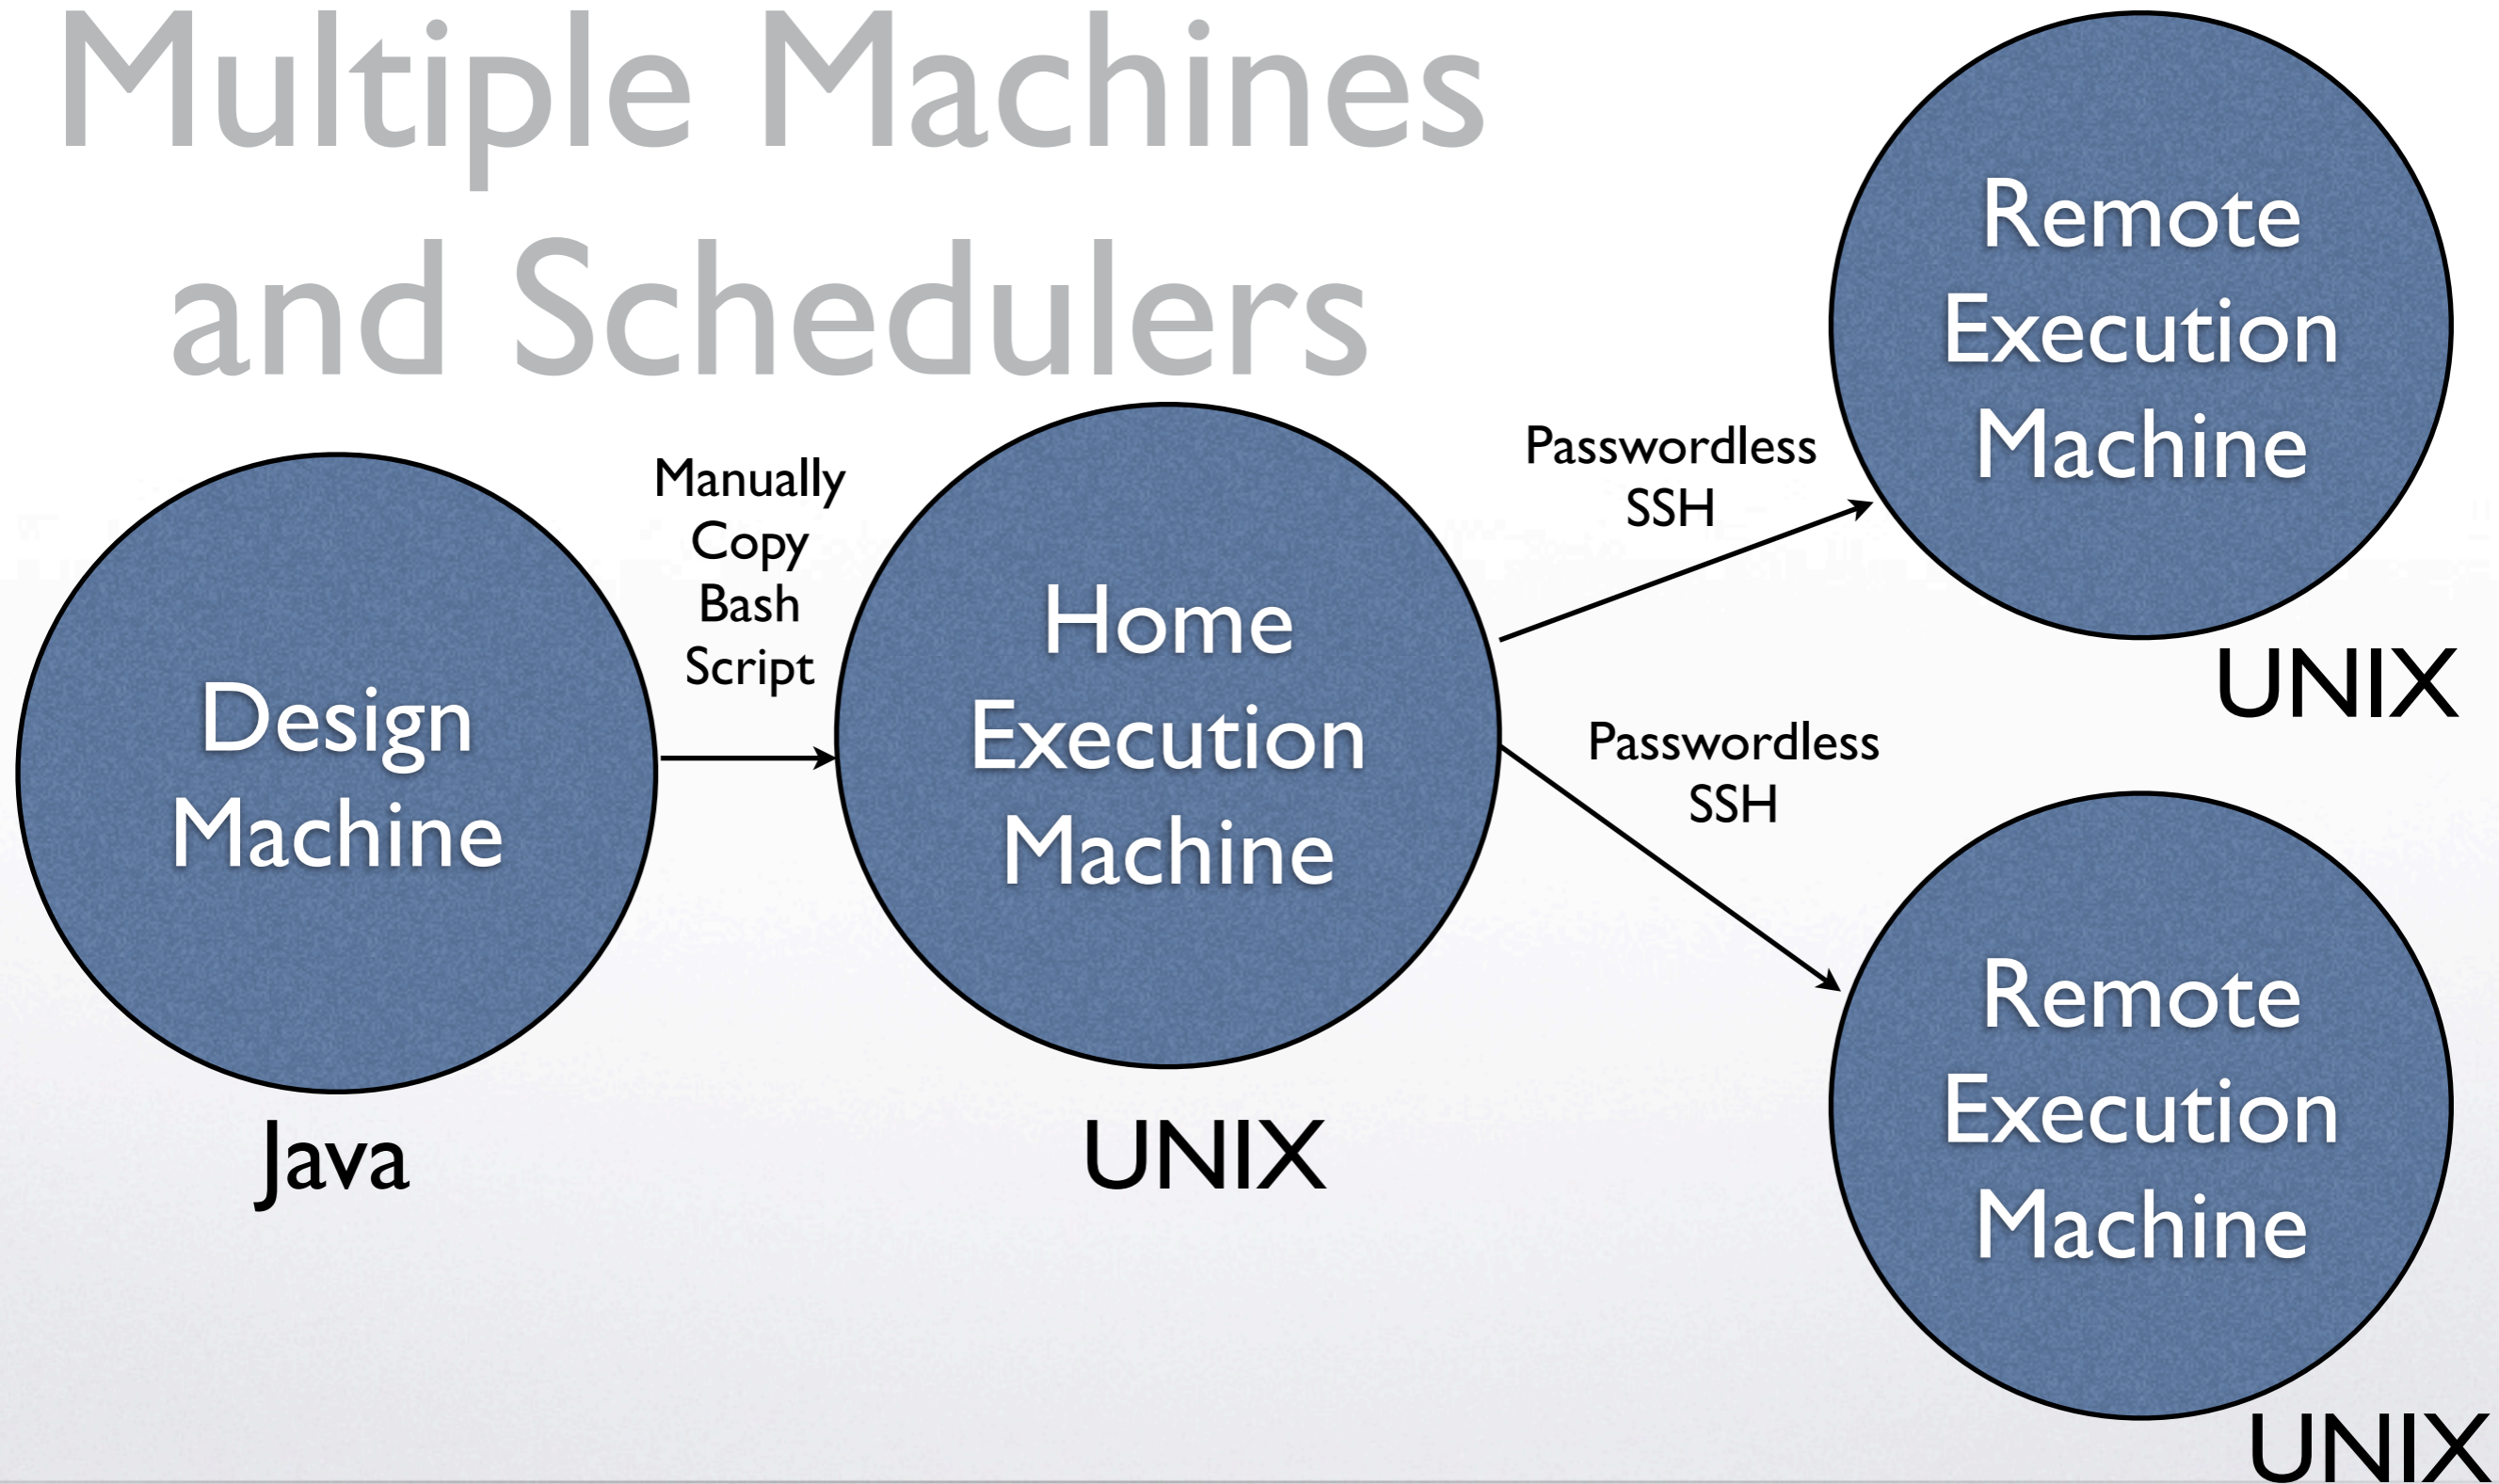 Multiple Machines
and Schedulers
Design
Machine
Java
Manually
Copy
Bash
Script
Home
Execution
Machine
UNIX
Passwordless
SSH
Remote
Execution
Machine
UNIX
Passwordless
SSH
Remote
Execution
Machine
UNIX